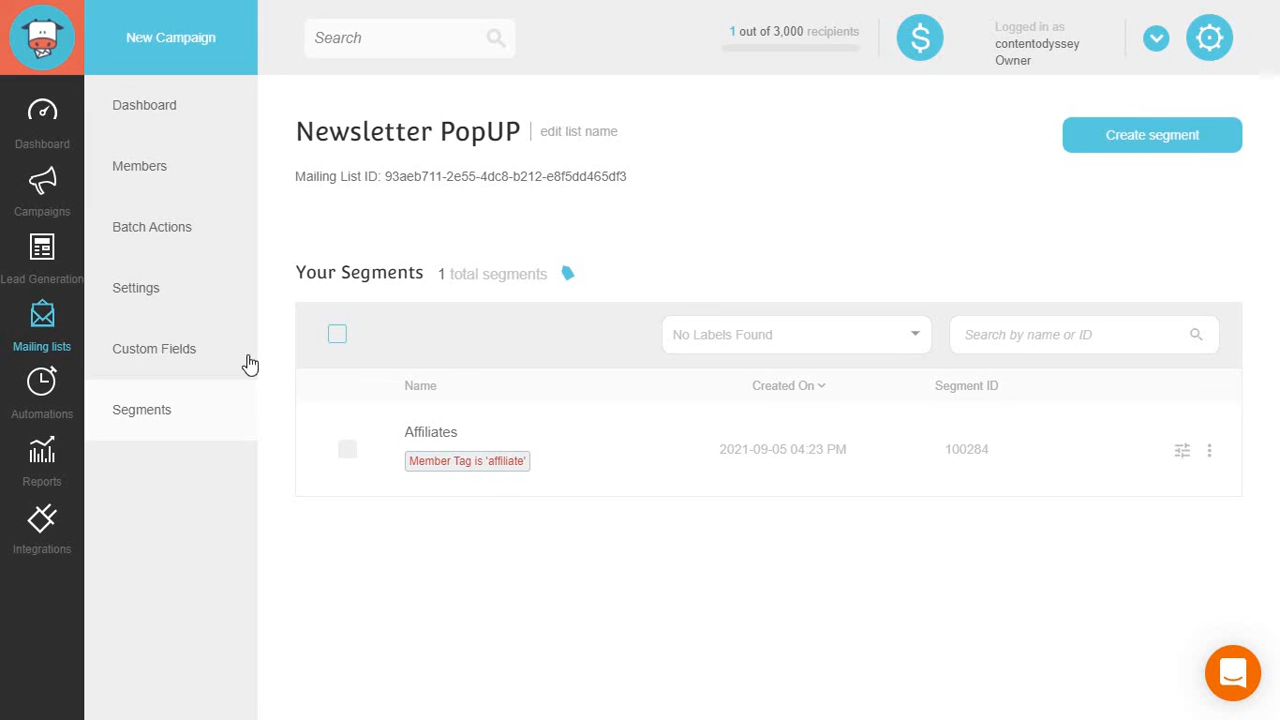 New Campaign
Search
1 out of 3,000 recipients
$
Logged in as
contentodyssey
Owner
Dashboard
Campaigns
Lead Generation
Mailing lists
Automations
Reports
Integrations
Dashboard
Members
Batch Actions
Settings
Custom Fields
Segments
Newsletter PopUP
edit list name
Create segment
Mailing List ID: 93aeb711-2e55-4dc8-b212-e8f5dd465df3
Your Segments 1 total segments
No Labels Found
Search by name or ID
Name Created On Segment ID
Affiliates
Member Tag is 'affiliate'
2021-09-05 04:23 PM 100284